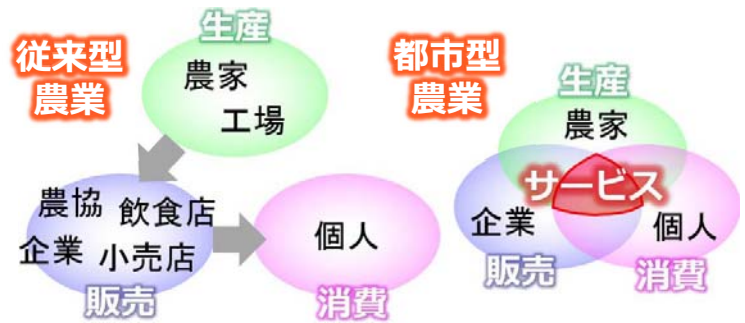 従来型
農業
生産
農家
工場
農協
飲食店
企業
小売店
販売
個人
消費
都市型
農業
生産
農家
サービス
企業
個人
販売
消費